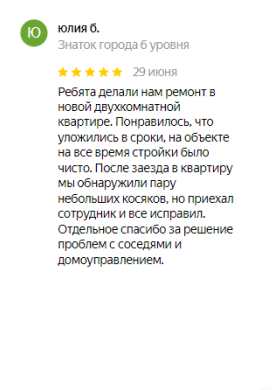 Ю
юлия б.
Знаток города 6 уровня
29 июня
Ребята делали нам ремонт в
новой двухкомнатной
квартире. Понравилось, что
уложились в сроки, на объекте
на все время стройки было
чисто. После заезда в квартиру
мы обнаружили пару
небольших косяков, но приехал
сотрудник и все исправил.
Отдельное спасибо за решение
проблем с соседями и
домоуправлением.